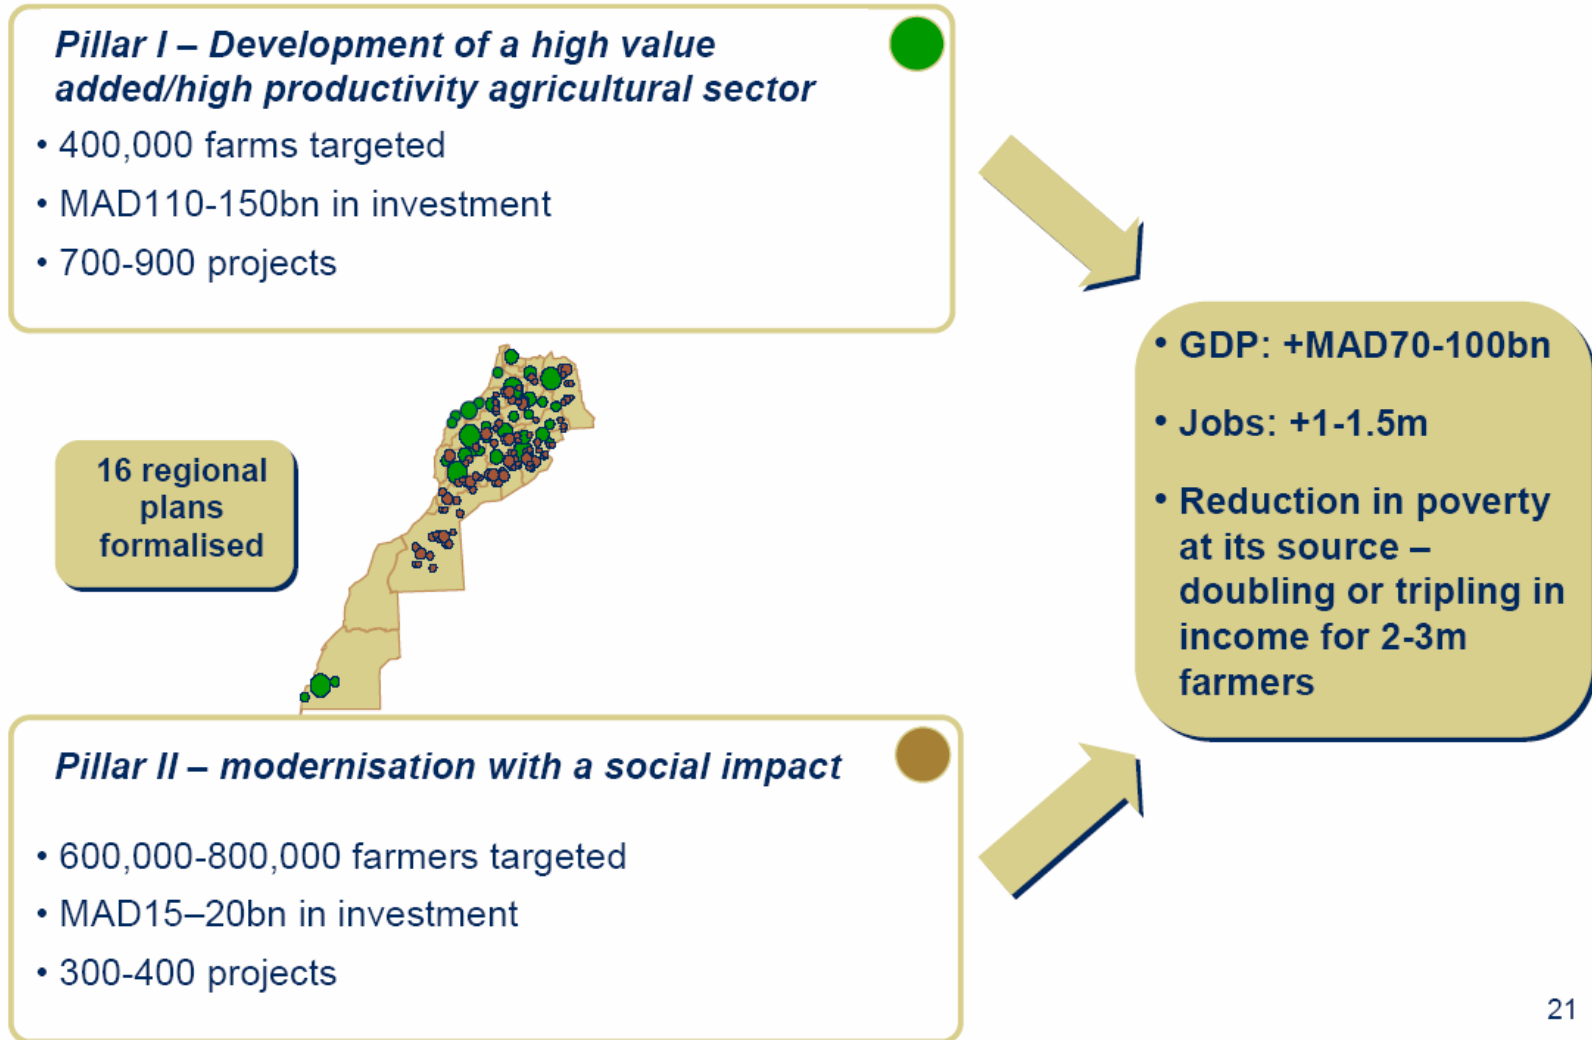 Pillar I – Development of a high value
added/high productivity agricultural sector
• 400,000 farms targeted
• MAD110-150bn in investment
• 700-900 projects
16 regional
plans
formalised
• GDP: +MAD70-100bn
• Jobs: +1-1.5m
• Reduction in poverty
at its source –
doubling or tripling in
income for 2-3m
farmers
Pillar II – modernisation with a social impact
• 600,000-800,000 farmers targeted
• MAD15–20bn in investment
• 300-400 projects
21